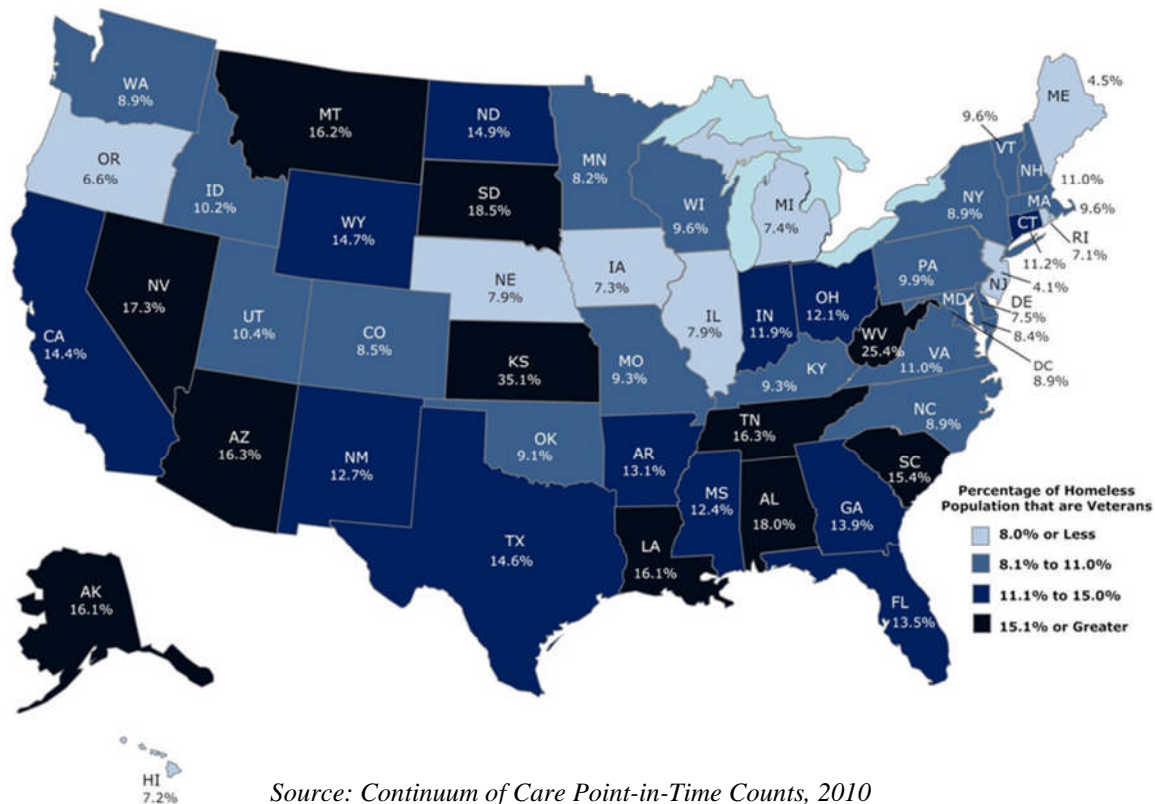 WA
8.9%
MT
16.2%
ND
14.9%
MN
8.2%
OR
6.6%
ID
10.2%
WY
14.7%
SD
18.5%
WI
9.6%
MI
7.4%
NY
8.9%
9.6%
VT
NH
11.0%
ME
4.5%
MA
9.6%
CT
11.2%
RI
7.1%
NV
17.3%
UT
10.4%
CO
8.5%
NE
7.9%
IA
7.3%
IL
7.9%
IN
11.9%
OH
12.1%
PA
9.9%
NJ
4.1%
MD
DE
7.5%
8.4%
DC
8.9%
CA
14.4%
KS
35.1%
MO
9.3%
KY
9.3%
WV
25.4%
VA
11.0%
AZ
16.3%
NM
12.7%
OK
9.1%
AR
13.1%
TN
16.3%
NC
8.9%
SC
15.4%
TX
14.6%
LA
16.1%
MS
12.4%
AL
18.0%
GA
13.9%
FL
13.5%
AK
16.1%
HI
7.2%
Percentage of Homeless
Population that are Veterans
8.0% or Less
8.1% to 11.0%
11.1% to 15.0%
15.1% or Greater
Source: Continuum of Care Point-in-Time Counts, 2010